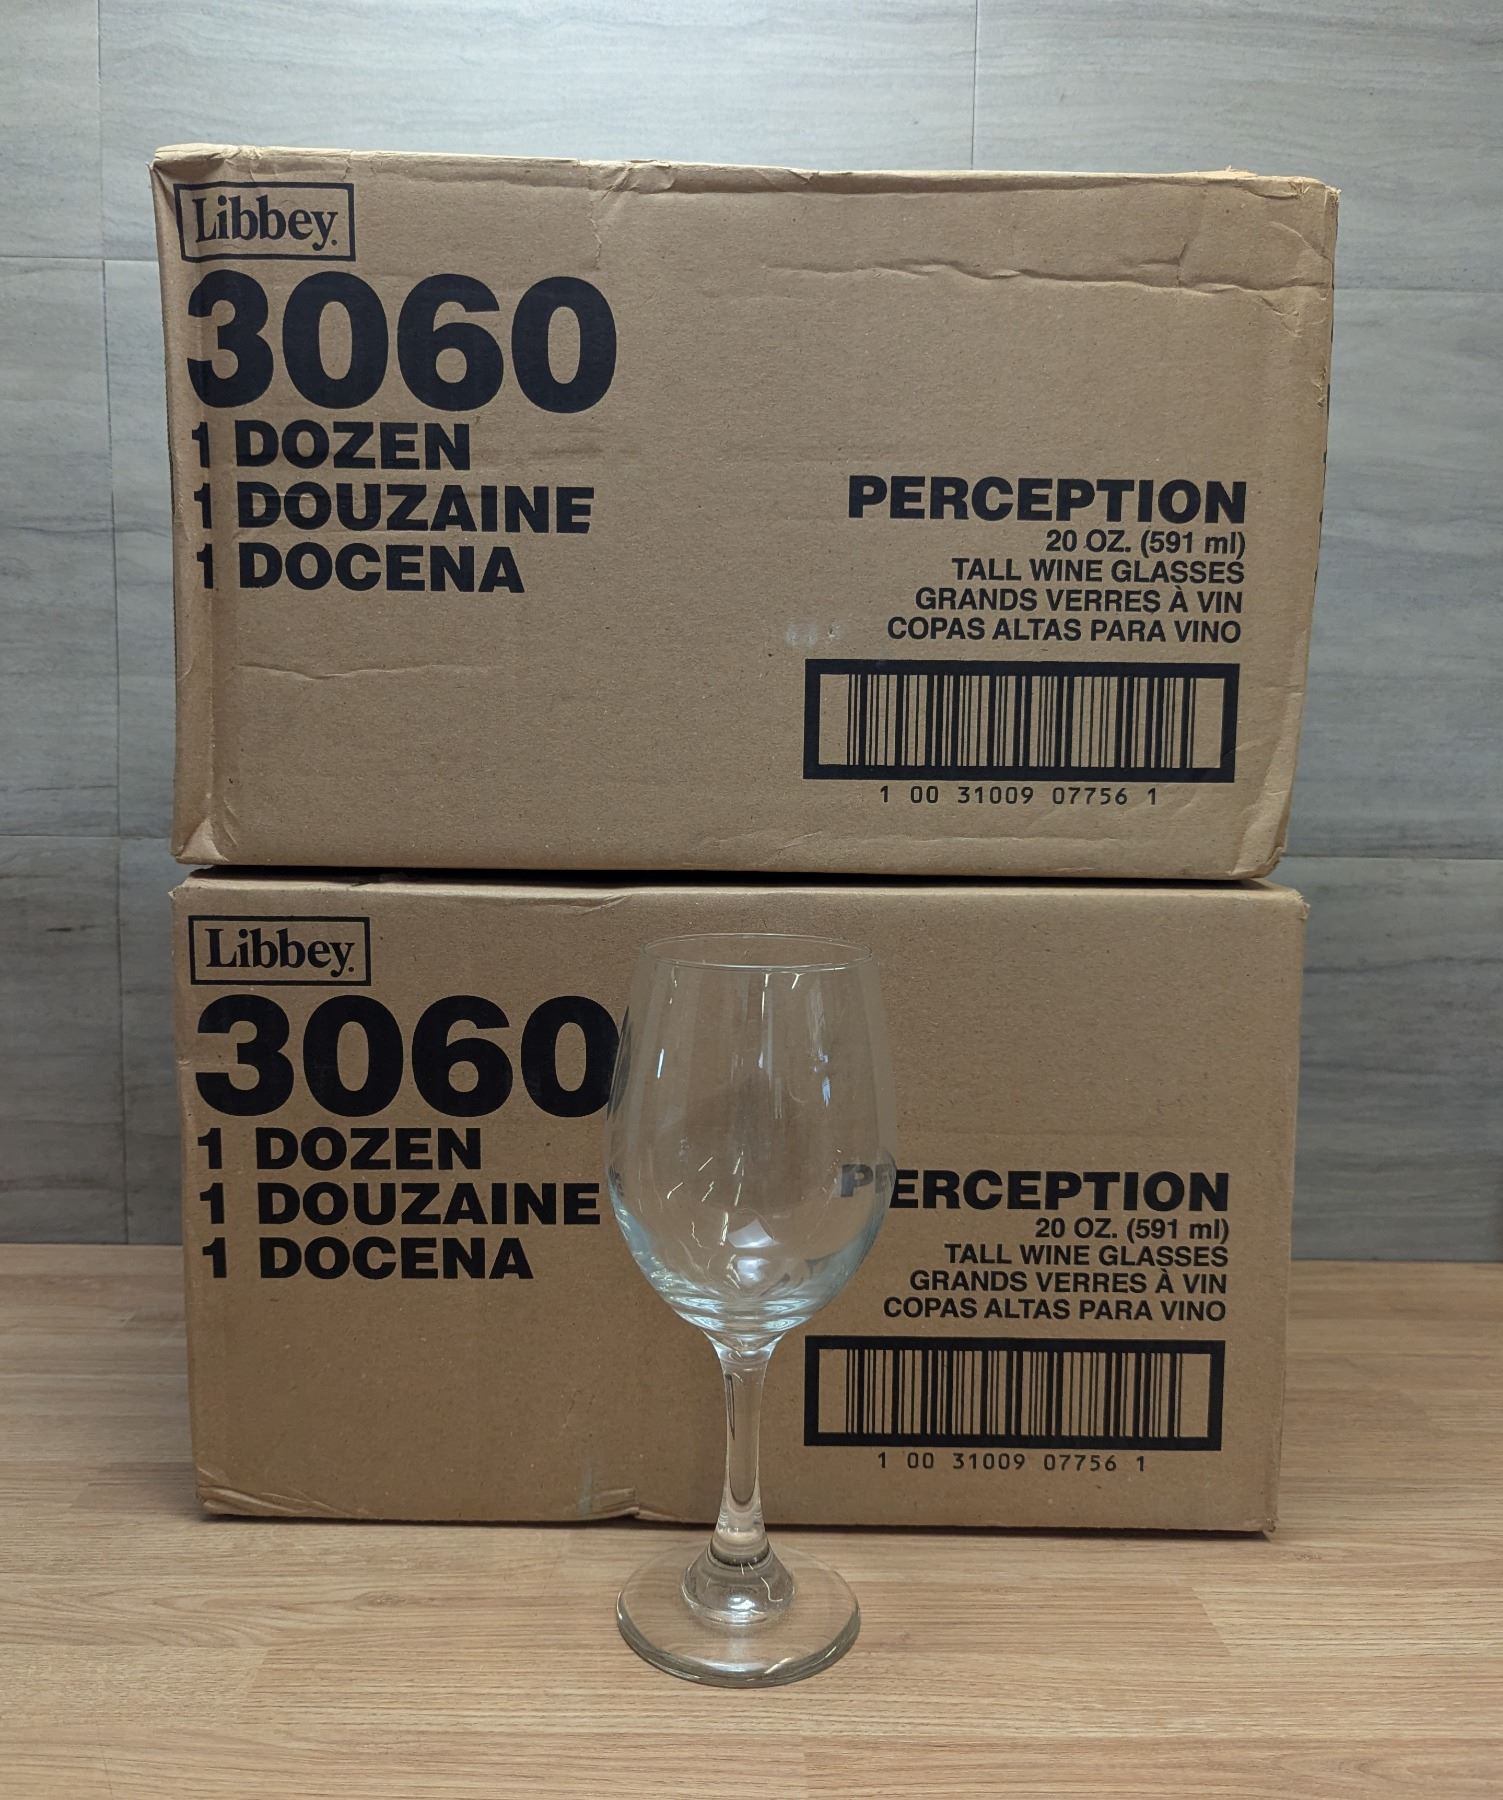 Libbey.
3060
1 DOZEN
1 DOUZAINE
1 DOCENA
PERCEPTION
20 OZ. (591 ml)
TALL WINE GLASSES
GRANDS VERRES À VIN
COPAS ALTAS PARA VINO
1 00 31009 07756 1
Libbey.
3060
1 DOZEN
1 DOUZAINE
1 DOCENA
PERCEPTION
20 OZ. (591 ml)
TALL WINE GLASSES
GRANDS VERRES À VIN
COPAS ALTAS PARA VINO
1 00 31009 07756 1